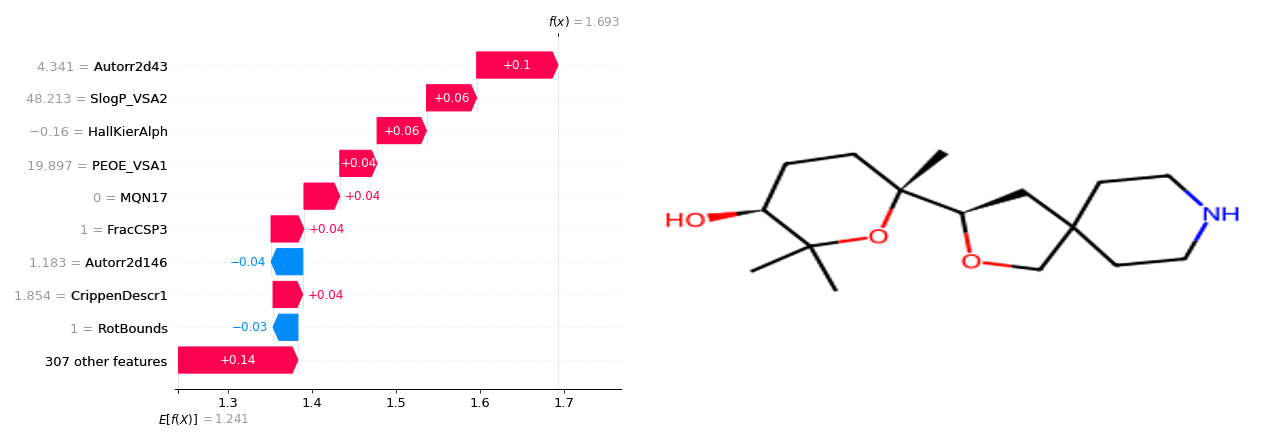 f(x) = 1.693
4.341 = Autorr2d43
+0.1
48.213 = SlogP_VSA2
+0.06
−0.16 = HallKierAlph
+0.06
19.897 = PEOE_VSA1
+0.04
0 = MQN17
+0.04
1 = FracCSP3
+0.04
1.183 = Autorr2d146
−0.04
1.854 = CrippenDescr1
+0.04
1 = RotBounds
−0.03
307 other features
+0.14
1.3 1.4 1.5 1.6 1.7
E[f(X)] = 1.241
HO
O
O
NH